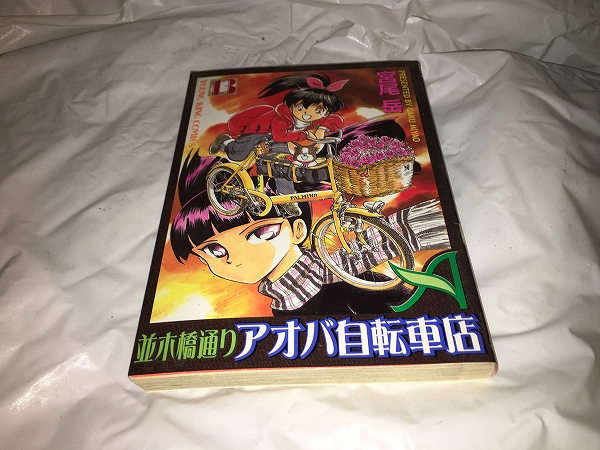 13
YOUNG KING COMICS
宮尾 岳
PRESENTED BY GAKU MIYAO
PALMINO
A
並木橋通りアオバ自転車店